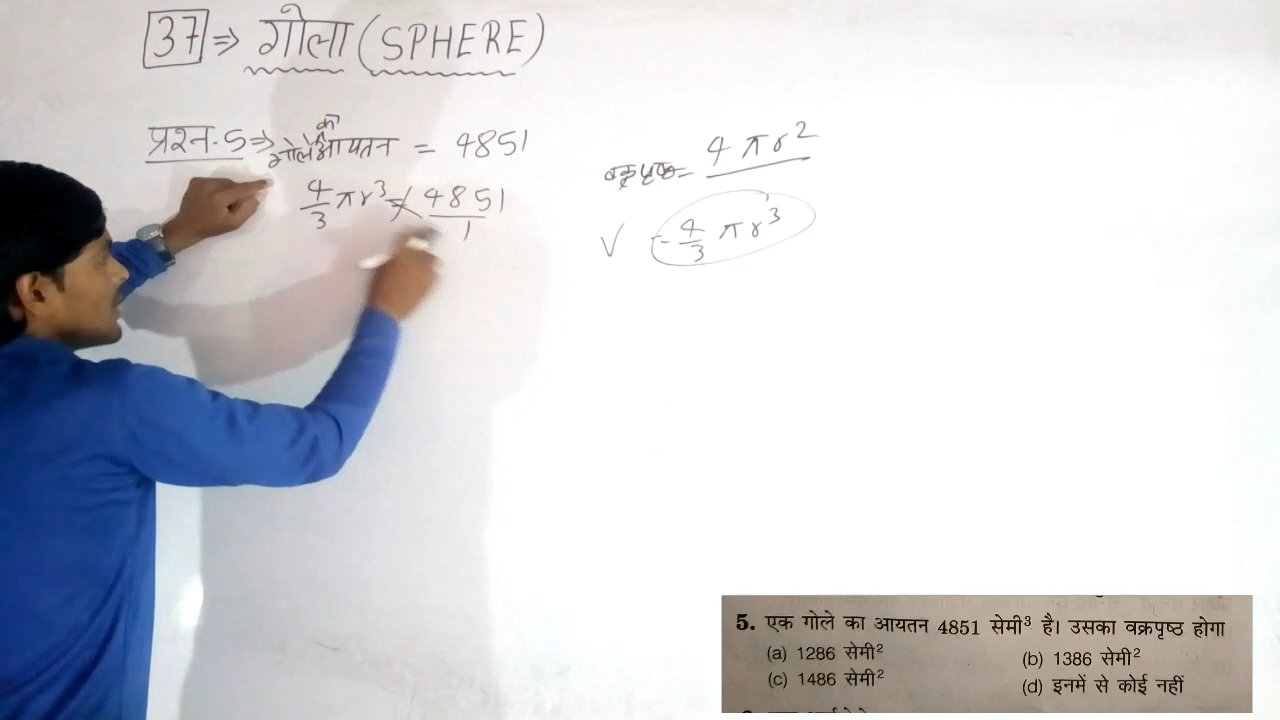 37 ⇒ गोला (SPHERE)
प्रश्न-5 ⇒ गोले का आयतन = 4851
4/3 πr³ = 4851/1
वक्रपृष्ठ = 4πr²
V = 4/3 πr³
5. एक गोले का आयतन 4851 सेमी³ है। उसका वक्रपृष्ठ होगा
(a) 1286 सेमी² (b) 1386 सेमी²
(c) 1486 सेमी² (d) इनमें से कोई नहीं